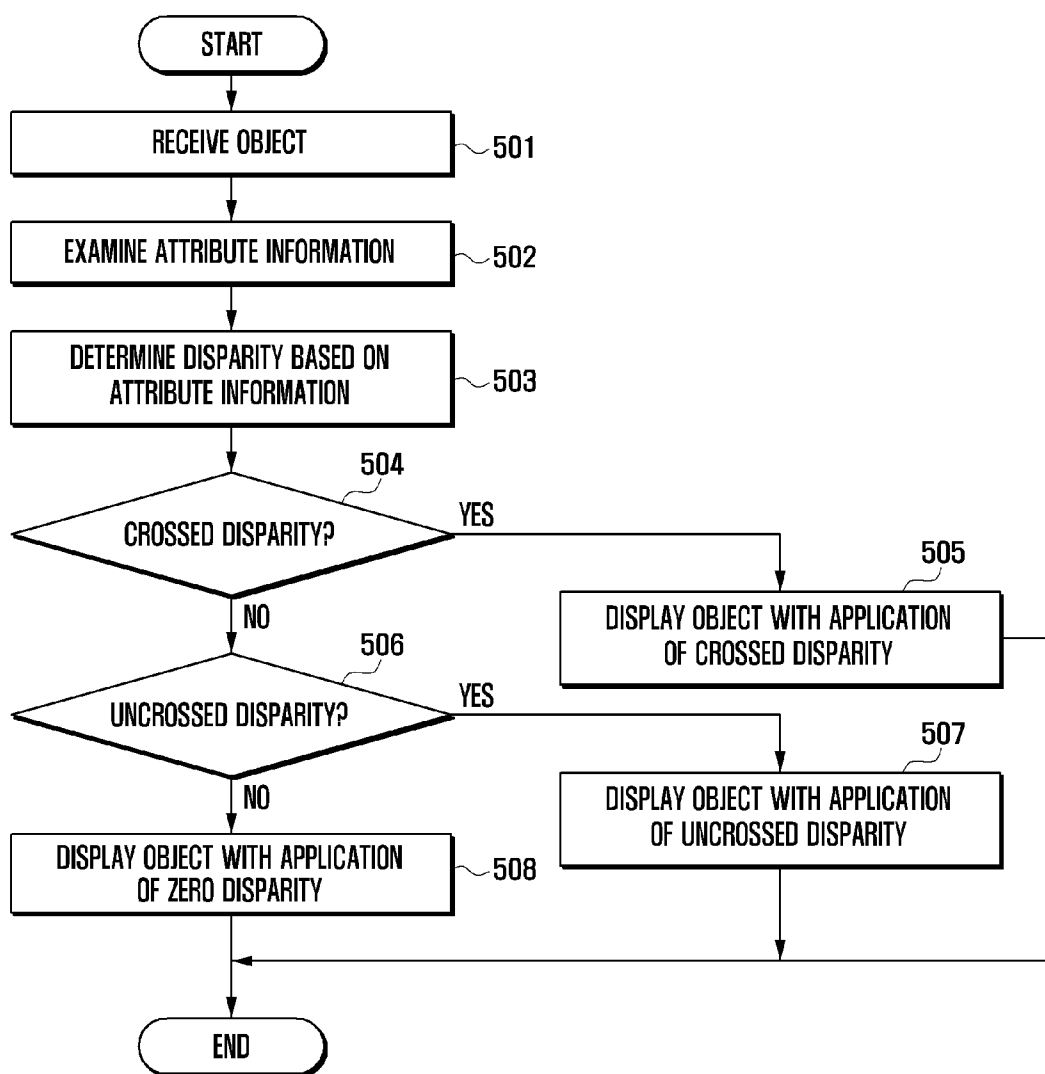 START
RECEIVE OBJECT
501
EXAMINE ATTRIBUTE INFORMATION
502
DETERMINE DISPARITY BASED ON
ATTRIBUTE INFORMATION
503
504
CROSSED DISPARITY?
YES
NO
505
DISPLAY OBJECT WITH APPLICATION
OF CROSSED DISPARITY
506
UNCROSSED DISPARITY?
YES
NO
507
DISPLAY OBJECT WITH APPLICATION
OF UNCROSSED DISPARITY
DISPLAY OBJECT WITH APPLICATION
OF ZERO DISPARITY
508
END